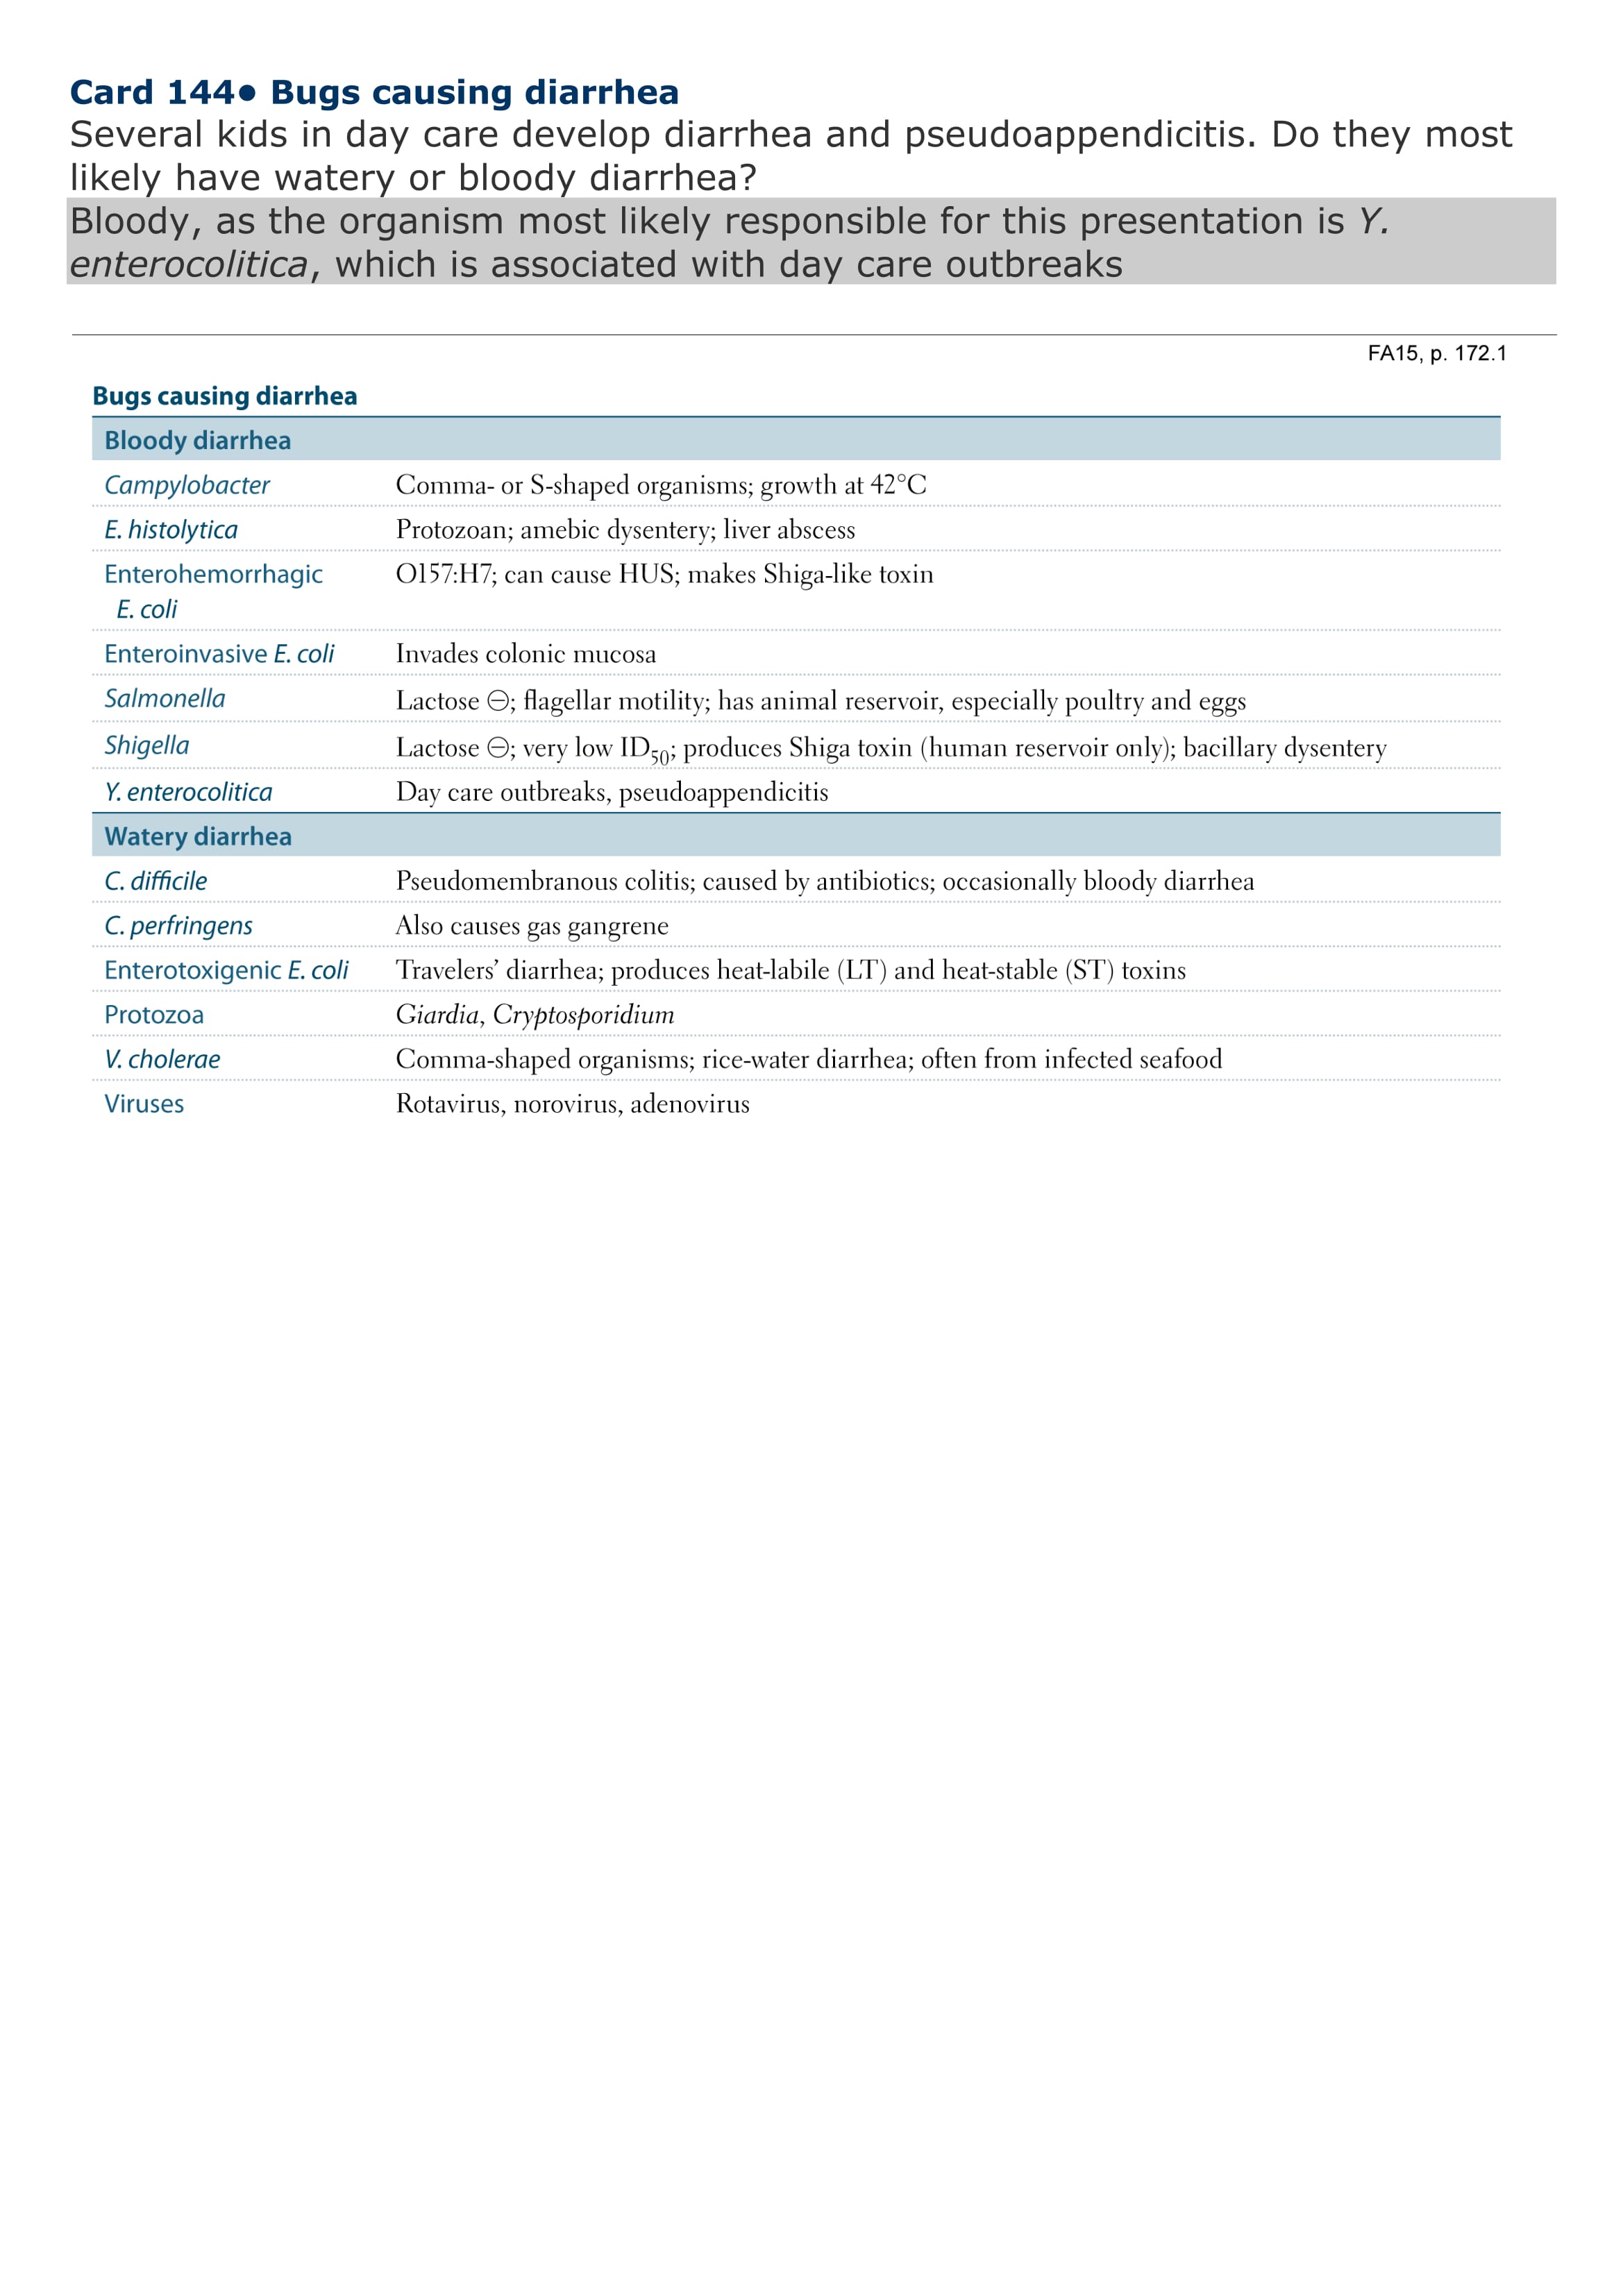 Card 144● Bugs causing diarrhea
Several kids in day care develop diarrhea and pseudoappendicitis. Do they most
likely have watery or bloody diarrhea?
Bloody, as the organism most likely responsible for this presentation is Y.
enterocolitica, which is associated with day care outbreaks
FA15, p. 172.1
Bugs causing diarrhea
Bloody diarrhea
Campylobacter Comma- or S-shaped organisms; growth at 42°C
E. histolytica Protozoan; amebic dysentery; liver abscess
Enterohemorrhagic O157:H7; can cause HUS; makes Shiga-like toxin
E. coli
Enteroinvasive E. coli Invades colonic mucosa
Salmonella Lactose ⊖; flagellar motility; has animal reservoir, especially poultry and eggs
Shigella Lactose ⊖; very low ID50; produces Shiga toxin (human reservoir only); bacillary dysentery
Y. enterocolitica Day care outbreaks, pseudoappendicitis
Watery diarrhea
C. difficile Pseudomembranous colitis; caused by antibiotics; occasionally bloody diarrhea
C. perfringens Also causes gas gangrene
Enterotoxigenic E. coli Travelers’ diarrhea; produces heat-labile (LT) and heat-stable (ST) toxins
Protozoa Giardia, Cryptosporidium
V. cholerae Comma-shaped organisms; rice-water diarrhea; often from infected seafood
Viruses Rotavirus, norovirus, adenovirus